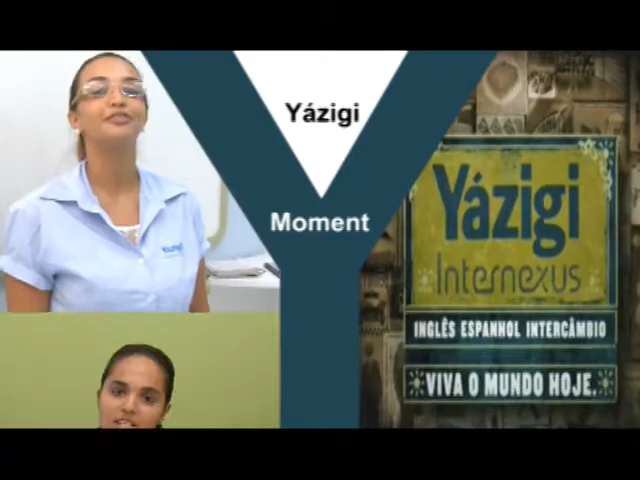 Yázigi
Moment
Yázigi
Internexus
INGLÊS ESPANHOL INTERCÂMBIO
VIVA O MUNDO HOJE.